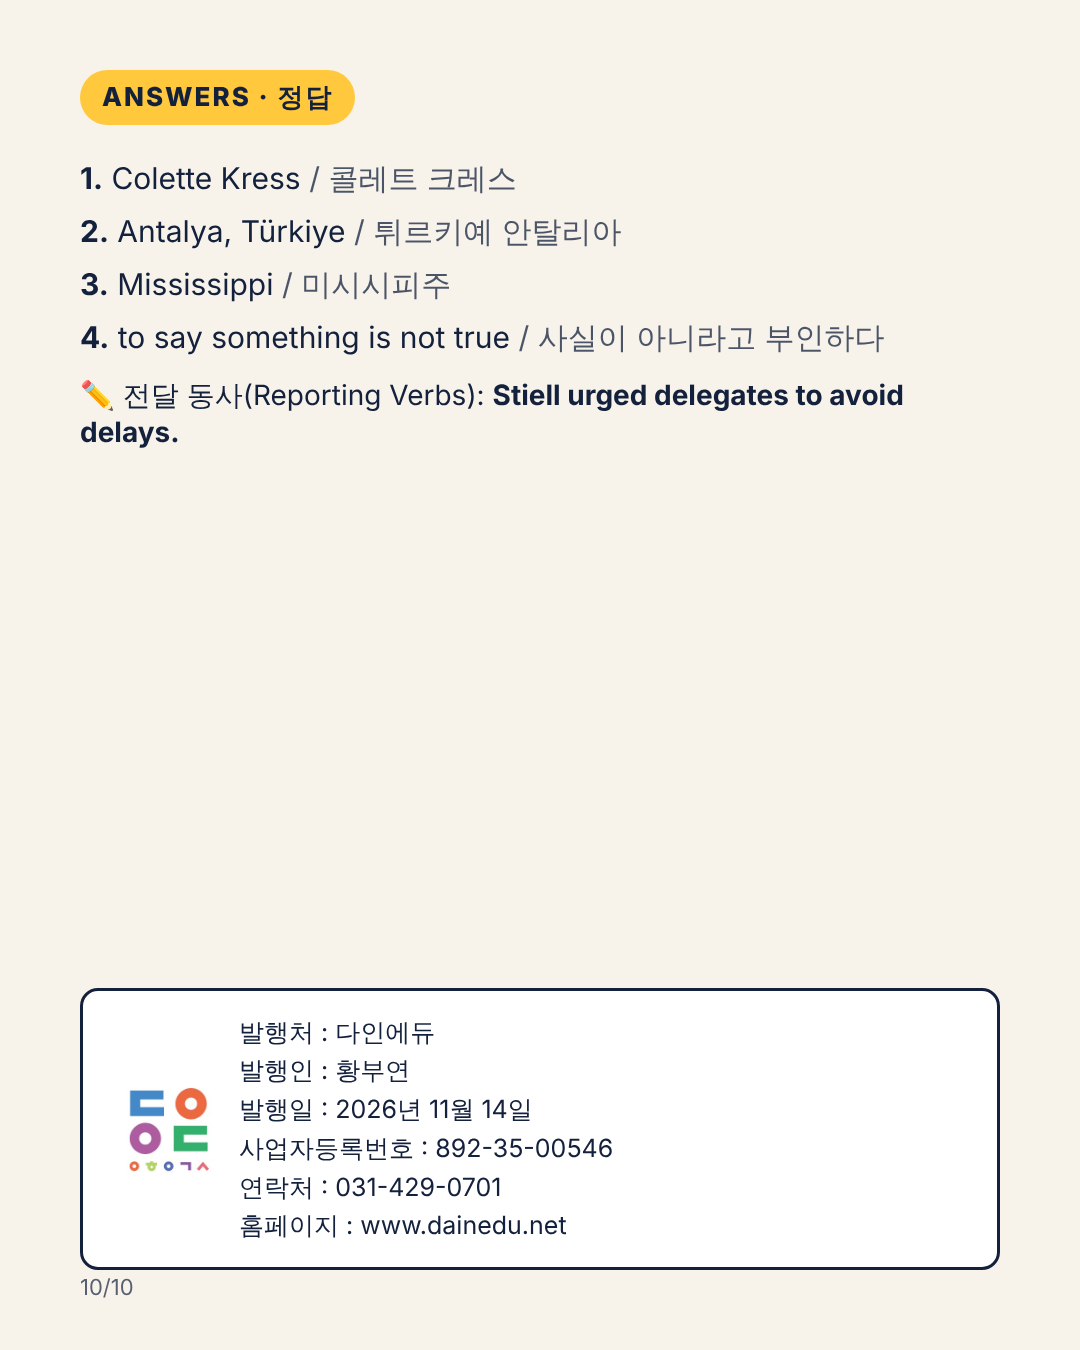 ANSWERS · 정답
1. Colette Kress / 콜레트 크레스
2. Antalya, Türkiye / 튀르키예 안탈리아
3. Mississippi / 미시시피주
4. to say something is not true / 사실이 아니라고 부인하다
✏️ 전달 동사(Reporting Verbs): Stiell urged delegates to avoid
delays.
발행처 : 다인에듀
발행인 : 황부연
발행일 : 2026년 11월 14일
사업자등록번호 : 892-35-00546
연락처 : 031-429-0701
홈페이지 : www.dainedu.net
10/10